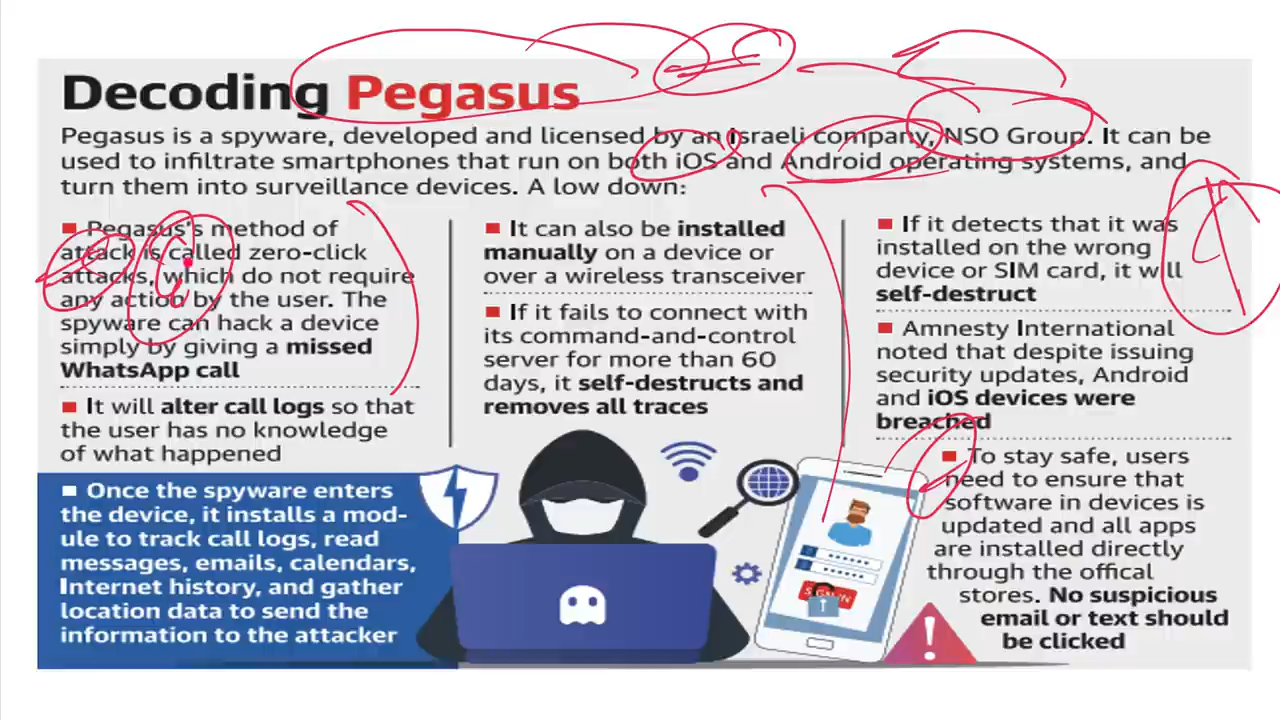 Decoding Pegasus
Pegasus is a spyware, developed and licensed by an Israeli company, NSO Group. It can be
used to infiltrate smartphones that run on both iOS and Android operating systems, and
turn them into surveillance devices. A low down:
Pegasus's method of
attack is called zero-click
attacks, which do not require
any action by the user. The
spyware can hack a device
simply by giving a missed
WhatsApp call
It will alter call logs so that
the user has no knowledge
of what happened
Once the spyware enters
the device, it installs a mod-
ule to track call logs, read
messages, emails, calendars,
Internet history, and gather
location data to send the
information to the attacker
It can also be installed
manually on a device or
over a wireless transceiver
If it fails to connect with
its command-and-control
server for more than 60
days, it self-destructs and
removes all traces
If it detects that it was
installed on the wrong
device or SIM card, it will
self-destruct
Amnesty International
noted that despite issuing
security updates, Android
and iOS devices were
breached
To stay safe, users
need to ensure that
software in devices is
updated and all apps
are installed directly
through the offical
stores. No suspicious
email or text should
be clicked